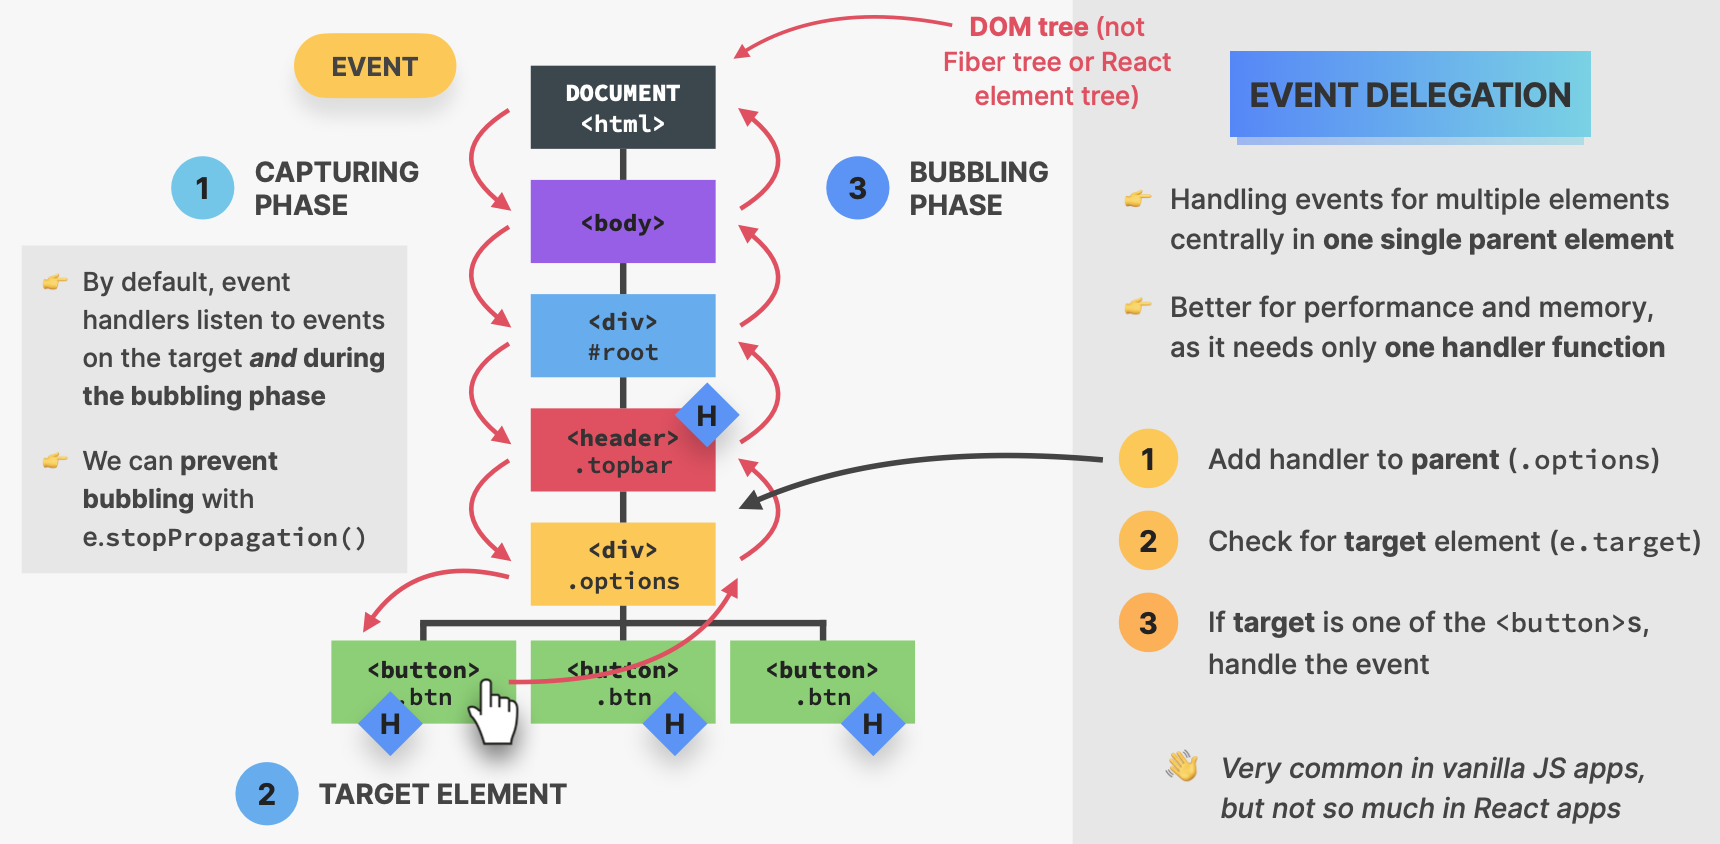 EVENT
DOM tree (not
Fiber tree or React
element tree)
DOCUMENT
<html>
1
CAPTURING
PHASE
3
BUBBLING
PHASE
<body>
By default, event
handlers listen to events
on the target and during
the bubbling phase
We can prevent
bubbling with
e.stopPropagation()
<div>
#root
H
<header>
.topbar
<div>
.options
<button>
.btn
H
<button>
.btn
H
<button>
.btn
H
2
TARGET ELEMENT
EVENT DELEGATION
Handling events for multiple elements
centrally in one single parent element
Better for performance and memory,
as it needs only one handler function
1
Add handler to parent (.options)
2
Check for target element (e.target)
3
If target is one of the <button>s,
handle the event
Very common in vanilla JS apps,
but not so much in React apps